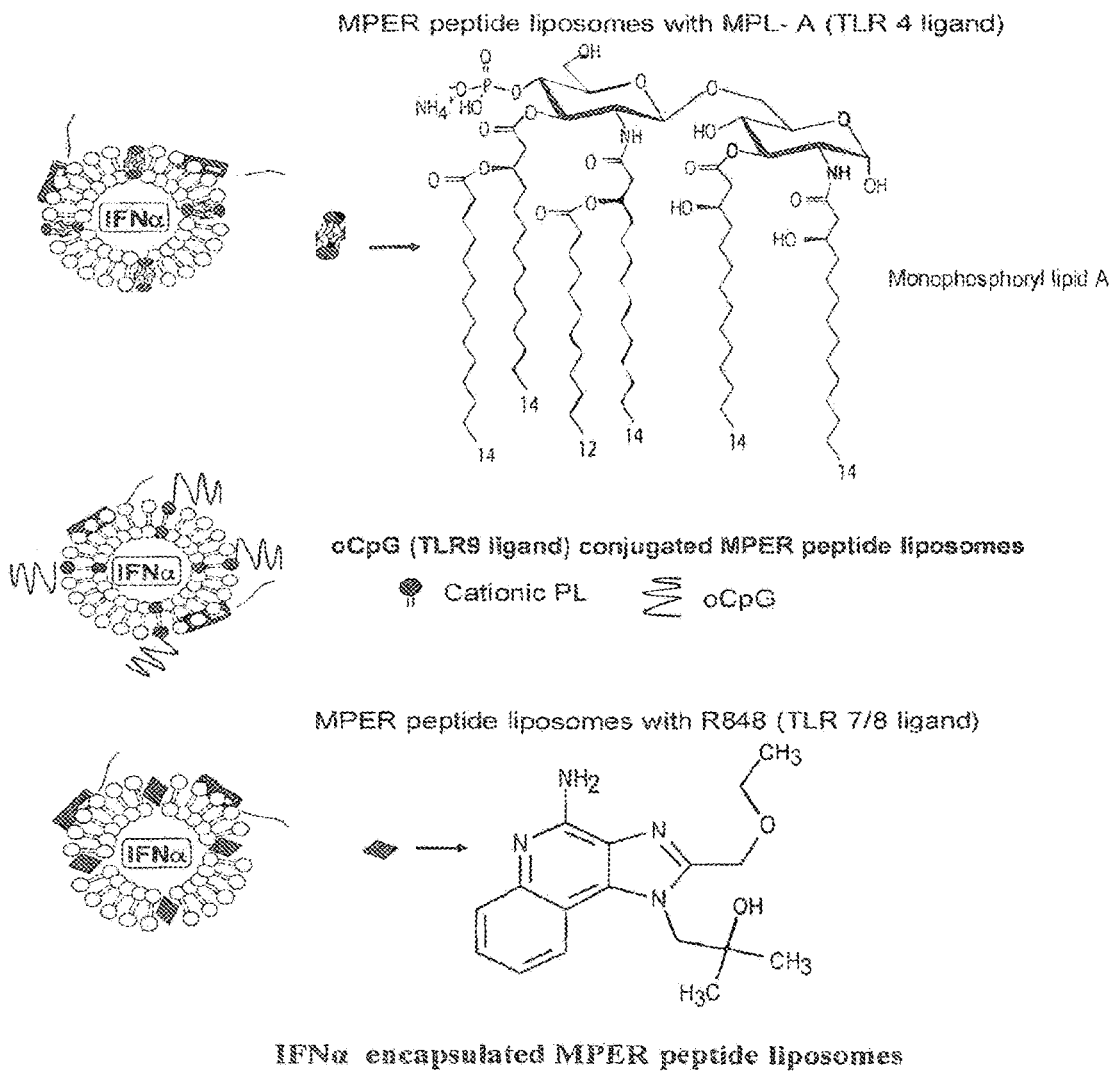 MPER peptide liposomes with MPL- A (TLR 4 ligand)
OH
O
O
P
O
NH4+
HO
O
O
O
O
HO
O
O
NH
O
O
O
O
NH
OH
O
O
O
O
O
HO
HO
IFNα
Monophosphoryl lipid A
14
14
12
14
14
14
oCpG (TLR9 ligand) conjugated MPER peptide liposomes
IFNα
Cationic PL
oCpG
MPER peptide liposomes with R848 (TLR 7/8 ligand)
CH3
NH2
O
N
N
N
OH
IFNα
CH3
H3C
IFNα encapsulated MPER peptide liposomes